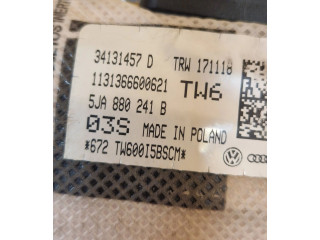 34131457 D TRW 171118
1131366600621 TW6
5JA 880 241 B
03S MADE IN POLAND
*672 TW600I5BSCM*